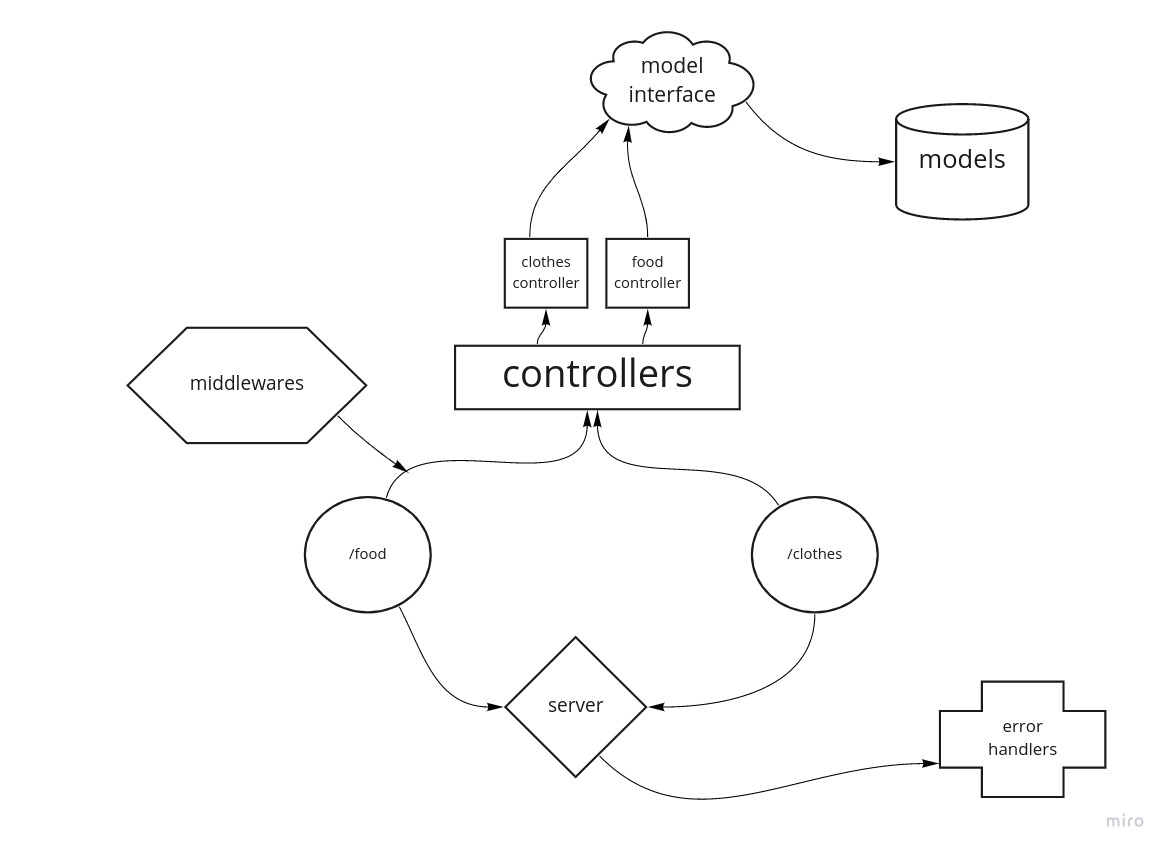 model
interface
models
clothes
controller
food
controller
middlewares
controllers
/food
/clothes
server
error
handlers
miro